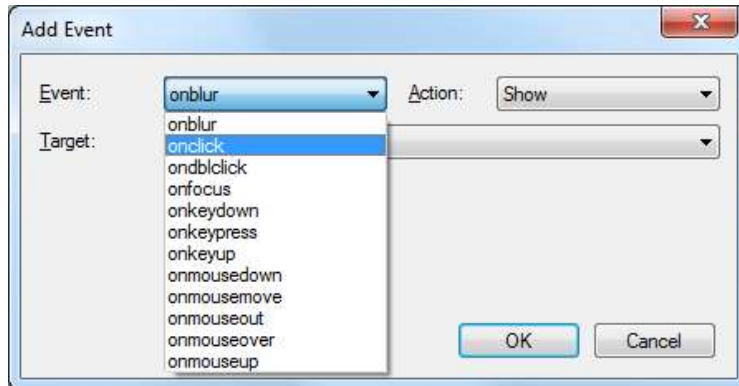 Add Event
Event: onblur Action: Show
onblur
Target: onclick
ondblclick
onfocus
onkeydown
onkeypress
onkeyup
onmousedown
onmousemove
onmouseout
onmouseover
onmouseup
OK Cancel